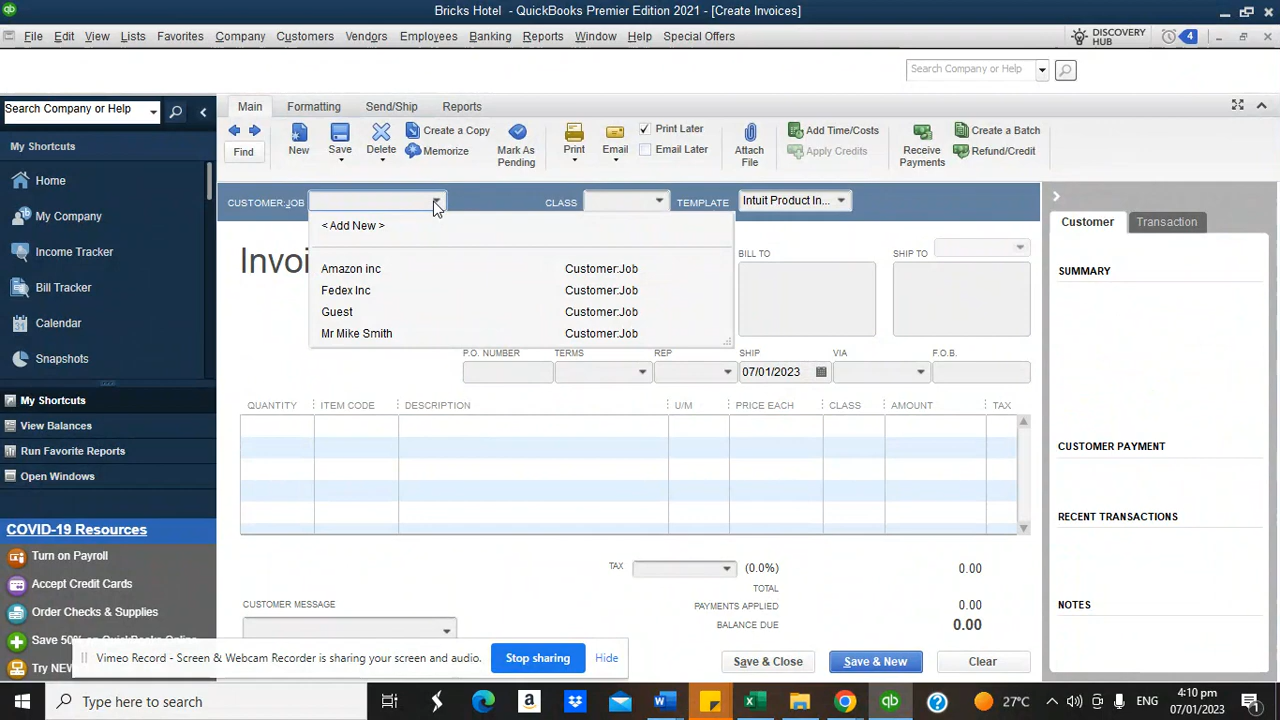 Bricks Hotel - QuickBooks Premier Edition 2021 - [Create Invoices]
File Edit View Lists Favorites Company Customers Vendors Employees Banking Reports Window Help Special Offers
DISCOVERY HUB 4
Search Company or Help
Search Company or Help
My Shortcuts
Home
My Company
Income Tracker
Bill Tracker
Calendar
Snapshots
My Shortcuts
View Balances
Run Favorite Reports
Open Windows
COVID-19 Resources
Turn on Payroll
Accept Credit Cards
Order Checks & Supplies
Save 50% on QuickBooks Online
Try NE
Main Formatting Send/Ship Reports
Find
New
Save
Delete
Create a Copy
Memorize
Mark As Pending
Print
Email
Print Later
Email Later
Attach File
Add Time/Costs
Apply Credits
Receive Payments
Create a Batch
Refund/Credit
CUSTOMER:JOB CLASS TEMPLATE Intuit Product In...
< Add New >
Amazon inc Customer:Job
Fedex Inc Customer:Job
Guest Customer:Job
Mr Mike Smith Customer:Job
Invoi
BILL TO SHIP TO
P.O. NUMBER TERMS REP SHIP VIA F.O.B.
07/01/2023
QUANTITY ITEM CODE DESCRIPTION U/M PRICE EACH CLASS AMOUNT TAX
TAX (0.0%) 0.00
TOTAL
PAYMENTS APPLIED 0.00
BALANCE DUE 0.00
CUSTOMER MESSAGE
Save & Close Save & New Clear
Customer Transaction
SUMMARY
CUSTOMER PAYMENT
RECENT TRANSACTIONS
NOTES
Vimeo Record - Screen & Webcam Recorder is sharing your screen and audio. Stop sharing Hide
Type here to search
27°C ENG 4:10 pm
07/01/2023 1